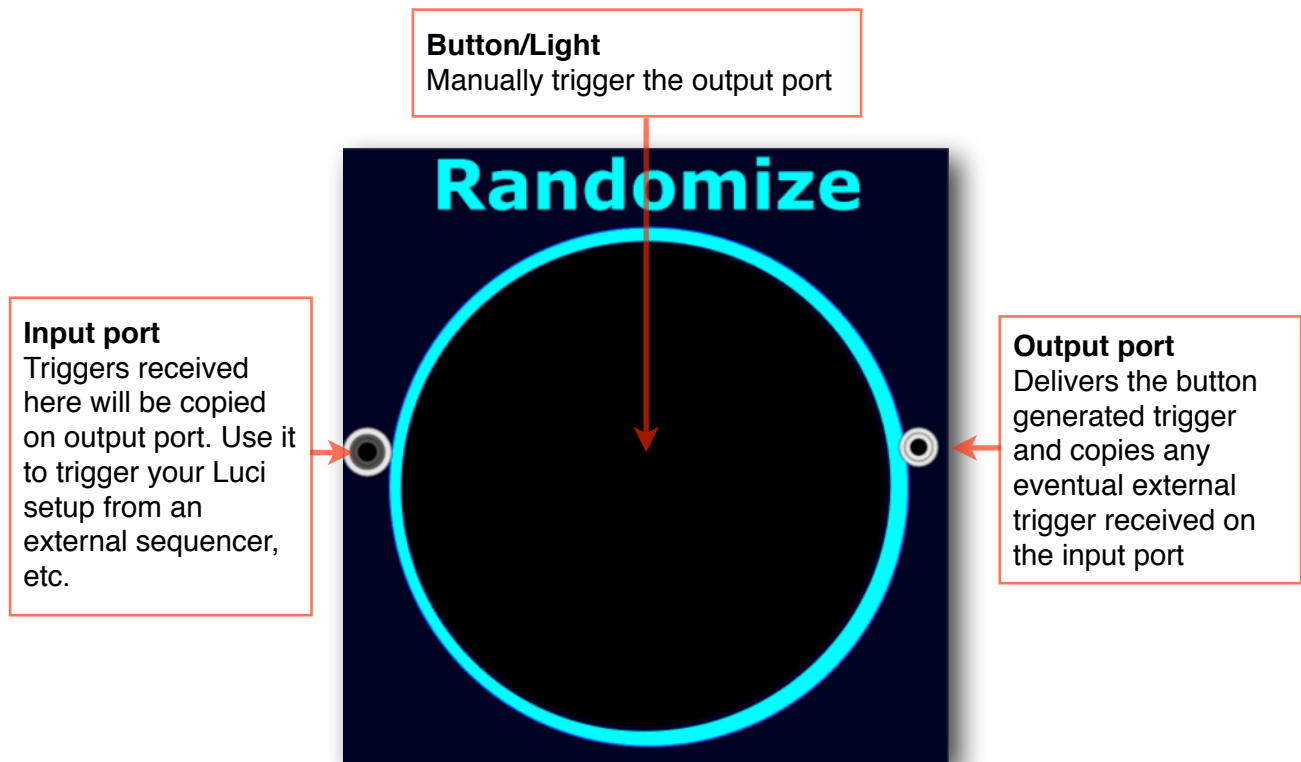 Button/Light
Manually trigger the output port
Randomize
Input port
Triggers received
here will be copied
on output port. Use it
to trigger your Luci
setup from an
external sequencer,
etc.
Output port
Delivers the button
generated trigger
and copies any
eventual external
trigger received on
the input port